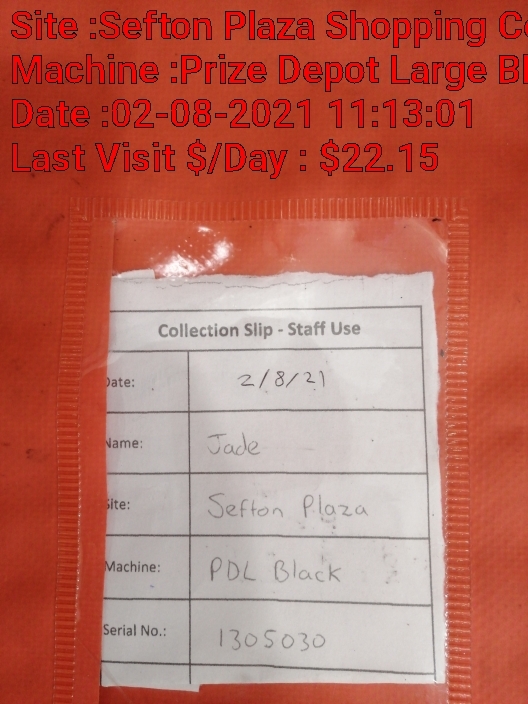 Site :Sefton Plaza Shopping
Machine :Prize Depot Large
Date :02-08-2021 11:13:01
Last Visit $/Day : $22.15
Collection Slip - Staff Use
Date: 2/8/21
Name: Jade
Site: Sefton Plaza
Machine: PDL Black
Serial No.: 1305030